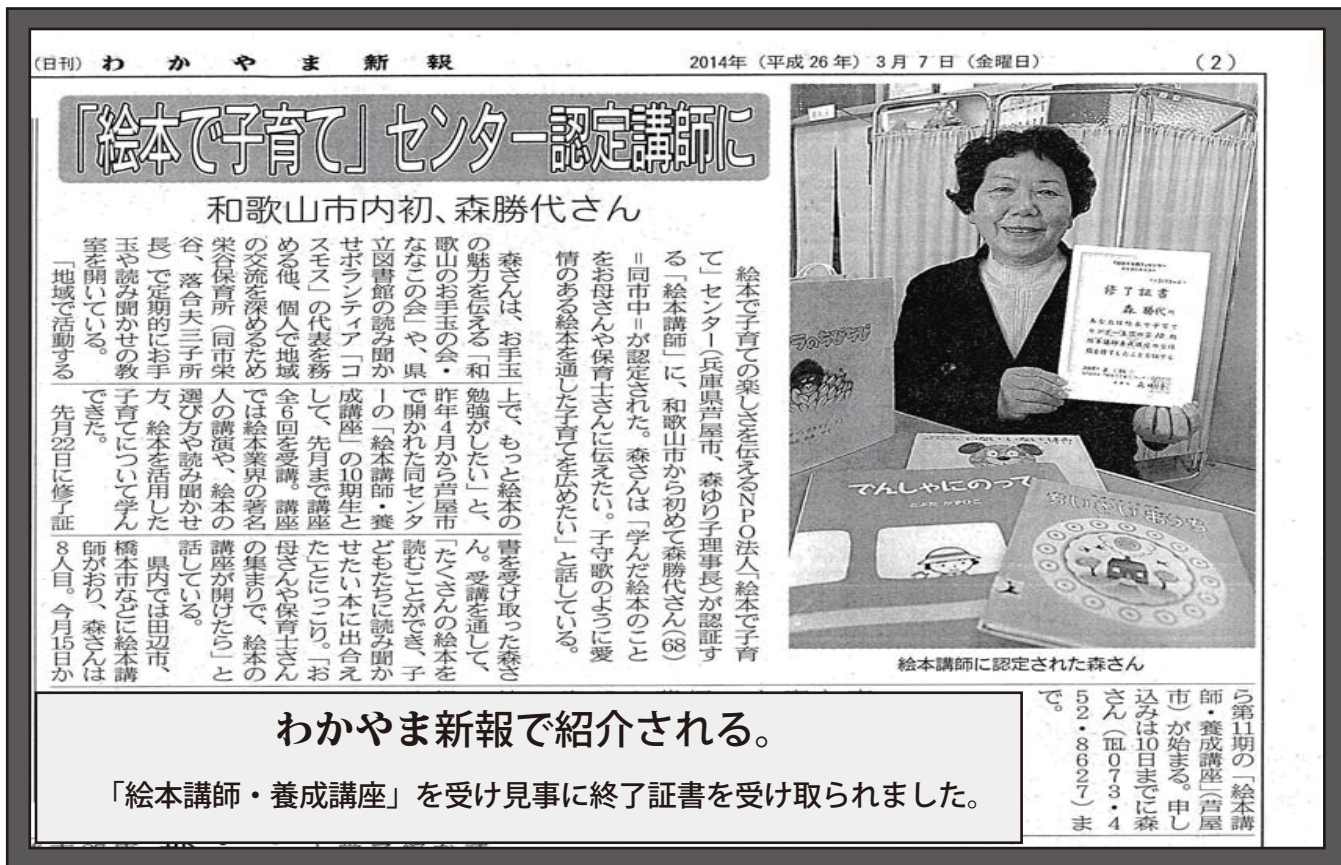 (日刊) わかやま新報
2014年(平成26年)3月7日(金曜日)
(2)
「絵本で子育て」センター認定講師に
和歌山市内初、森勝代さん
絵本で子育ての楽しさを伝えるNPO法人「絵本で子育
て」センター(兵庫県芦屋市、森ゆり子理事長)が認証す
る「絵本講師」に、和歌山市から初めて森勝代さん(68)
=同市中=が認定された。森さんは「学んだ絵本のこと
をお母さんや保育士さんに伝えたい。子守歌のように愛
情のある絵本を通した子育てを広めたい」と話している。
森さんは、お手玉
の魅力を伝える「和
歌山のお手玉の会・
ななこの会」や、県
立図書館の読み聞か
せボランティア「コ
スモス」の代表を務
める他、個人で地域
の交流を深めるため
栄谷保育所(同市栄
谷、落合夫三子所
長)で定期的にお手
玉や読み聞かせの教
室を開いている。
「地域で活動する
上で、もっと絵本の
勉強がしたい」と、
昨年4月から芦屋市
で開かれた同センタ
ーの「絵本講師・養
成講座」の10期生と
して、先月まで講座
全6回を受講。講座
では絵本業界の著名
人の講演や、絵本の
選び方や読み聞かせ
方、絵本を活用した
子育てについて学ん
できた。
先月22日に修了証
書を受け取った森さ
ん。受講を通して、
「たくさんの絵本を
読むことができ、子
どもたちに読み聞か
せたい本に出合え
た」とにっこり。「お
母さんや保育士さん
の集まりで、絵本の
講座が開けたら」と
話している。
県内では田辺市、
橋本市などに絵本講
師がおり、森さんは
8人目。今月15日か
ら第11期の「絵本講
師・養成講座」(芦屋
市)が始まる。申し
込みは10日までに森
さん(TEL073・4
52・8627)ま
で。
修了証書
森 勝代
でんしゃにのって
絵本講師に認定された森さん
わかやま新報で紹介される。
「絵本講師・養成講座」を受け見事に終了証書を受け取られました。